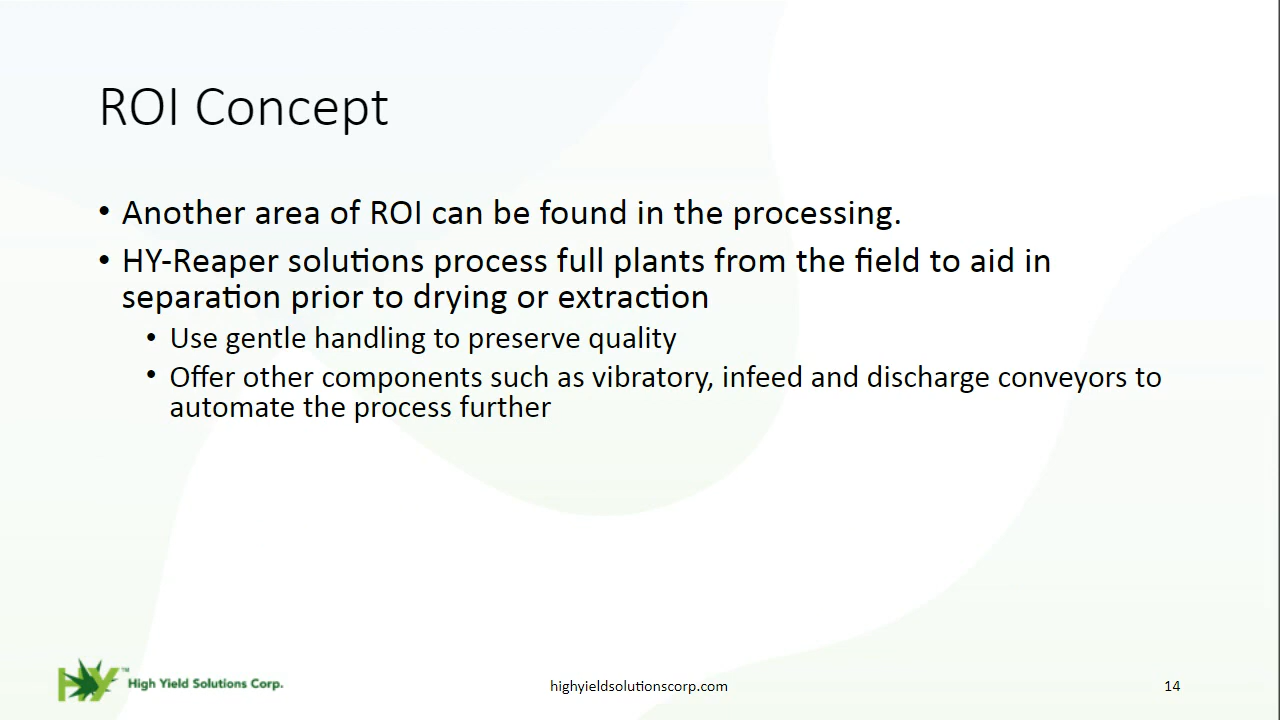 ROI Concept
• Another area of ROI can be found in the processing.
• HY-Reaper solutions process full plants from the field to aid in
separation prior to drying or extraction
• Use gentle handling to preserve quality
• Offer other components such as vibratory, infeed and discharge conveyors to
automate the process further
HY™ High Yield Solutions Corp.
highyieldsolutionscorp.com
14